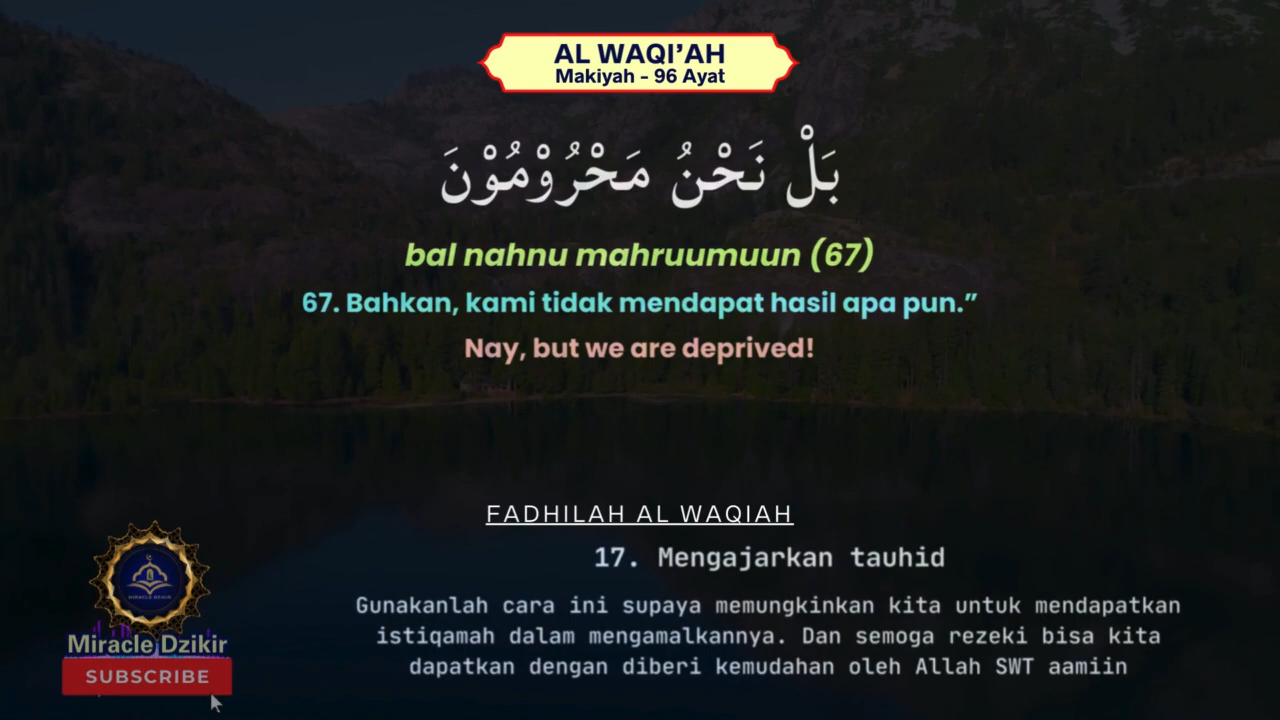 AL WAQI’AH
Makiyah - 96 Ayat
بَلْ نَحْنُ مَحْرُوْمُوْنَ
bal nahnu mahruumuun (67)
67. Bahkan, kami tidak mendapat hasil apa pun.”
Nay, but we are deprived!
FADHILAH AL WAQIAH
17. Mengajarkan tauhid
Gunakanlah cara ini supaya memungkinkan kita untuk mendapatkan
istiqamah dalam mengamalkannya. Dan semoga rezeki bisa kita
dapatkan dengan diberi kemudahan oleh Allah SWT aamiin
MIRACLE DZIKIR
Miracle Dzikir
SUBSCRIBE